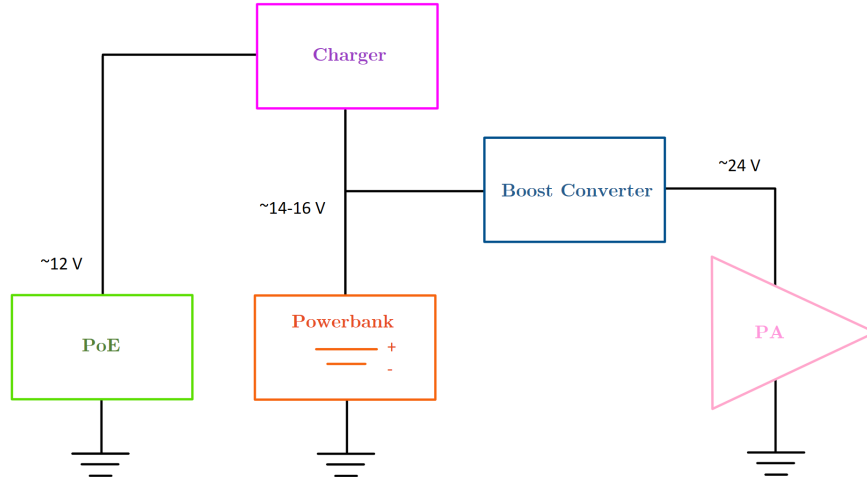 Charger
~24 V
Boost Converter
~14-16 V
~12 V
Powerbank
+
-
PoE
PA